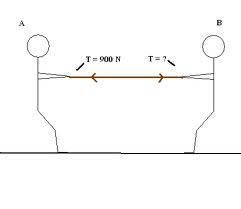 A B
T = 900 N T = ?